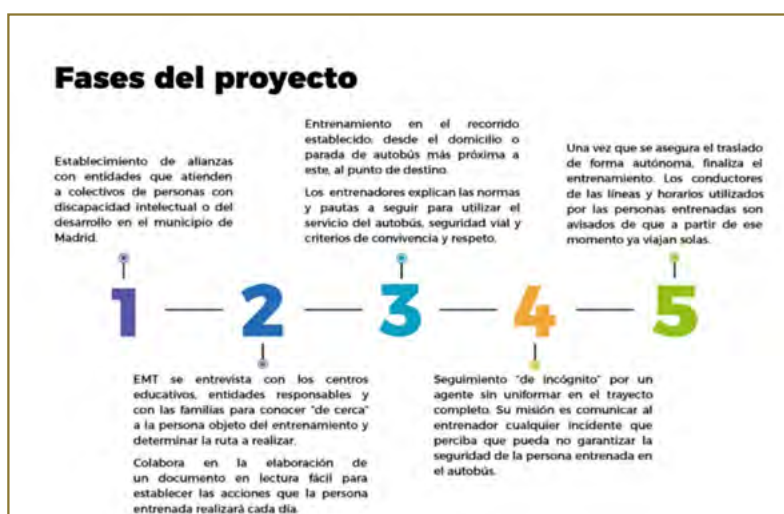 Fases del proyecto
Establecimiento de alianzas
con entidades que atienden
a colectivos de personas con
discapacidad intelectual o del
desarrollo en el municipio de
Madrid.
1
EMT se entrevista con los centros
educativos, entidades responsables y
con las familias para conocer "de cerca"
a la persona objeto del entrenamiento y
determinar la ruta a realizar.
Colabora en la elaboración de
un documento en lectura fácil para
establecer las acciones que la persona
entrenada realizará cada día.
2
Entrenamiento en el recorrido
establecido, desde el domicilio o
parada de autobús más próxima a
este, al punto de destino.
Los entrenadores explican las normas
y pautas a seguir para utilizar el
servicio del autobús, seguridad vial y
criterios de convivencia y respeto.
3
Seguimiento "de incógnito" por un
agente sin uniformar en el trayecto
completo. Su misión es comunicar al
entrenador cualquier incidente que
perciba que pueda no garantizar la
seguridad de la persona entrenada en
el autobús.
4
Una vez que se asegura el traslado
de forma autónoma, finaliza el
entrenamiento. Los conductores
de las líneas y horarios utilizados
por las personas entrenadas son
avisados de que a partir de ese
momento ya viajan solas.
5